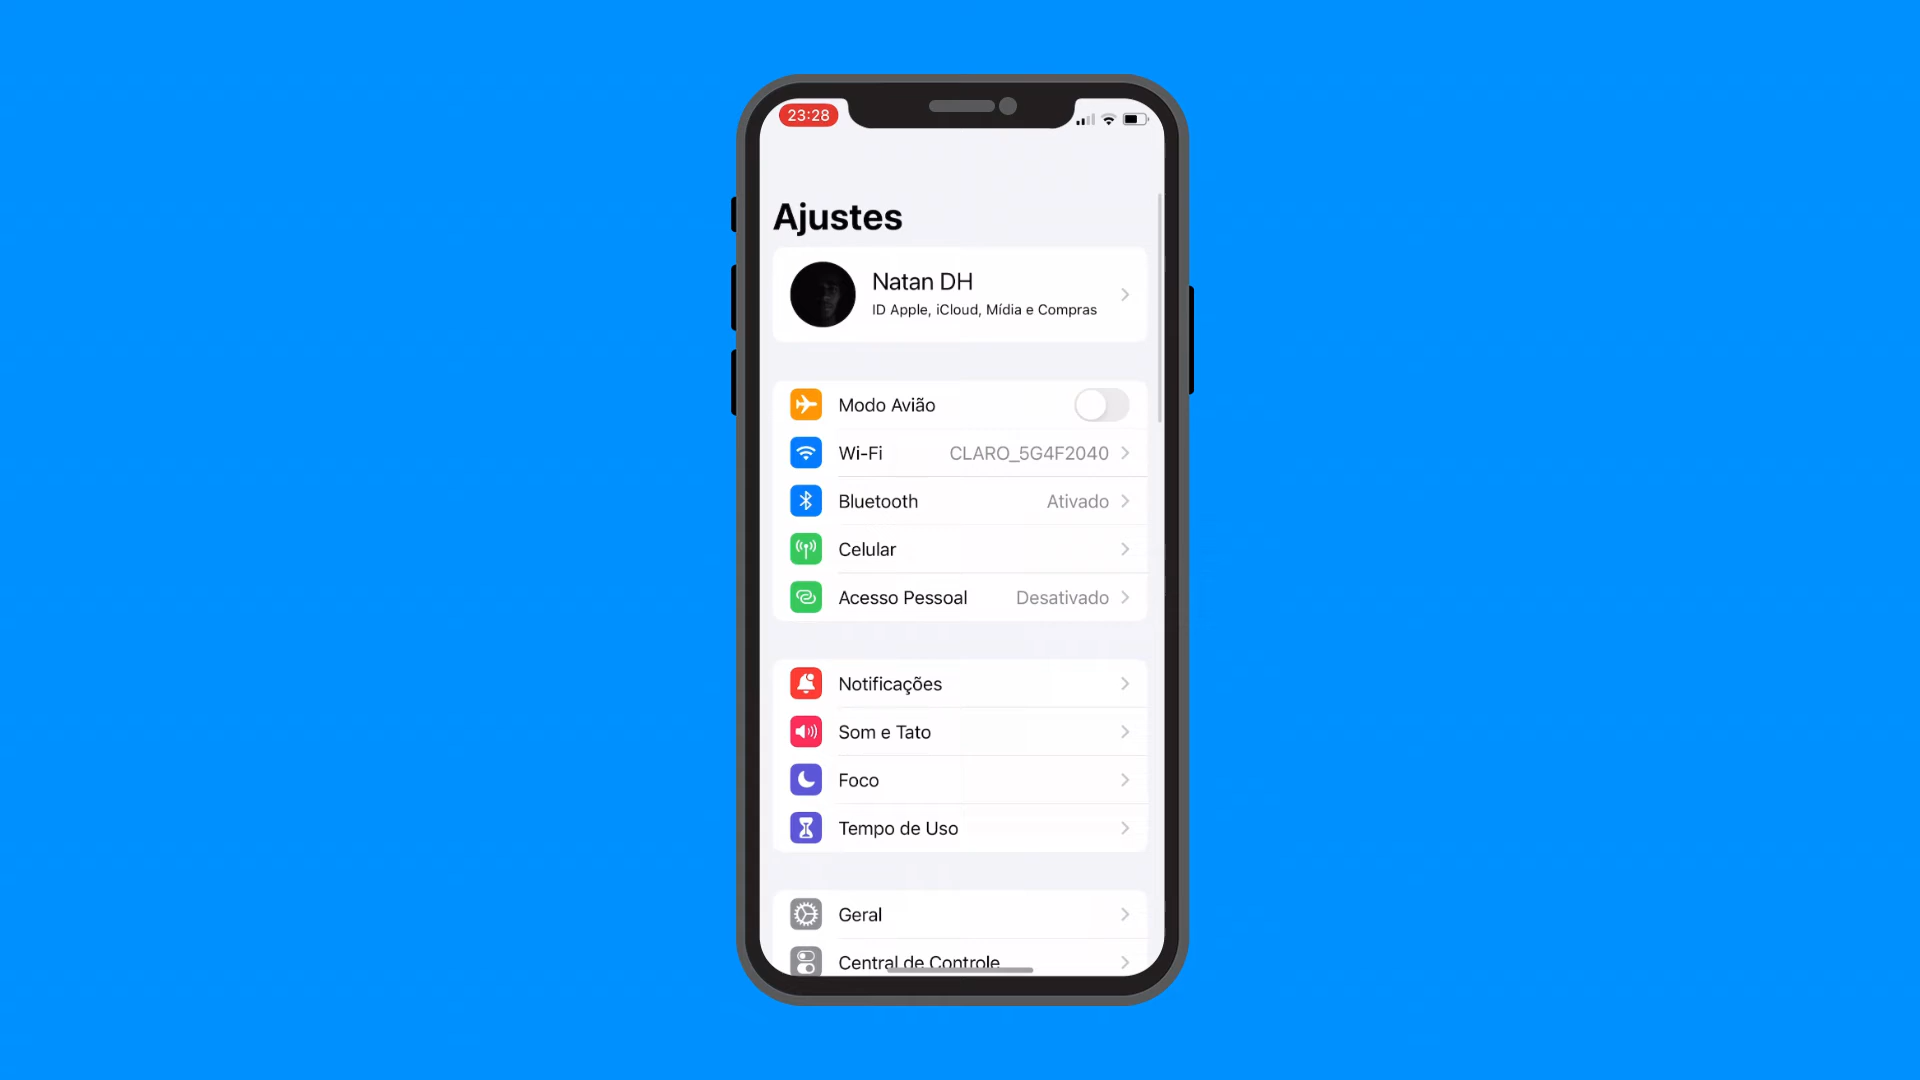 23:28
Ajustes
Natan DH
ID Apple, iCloud, Mídia e Compras
Modo Avião
Wi-Fi CLARO_5G4F2040
Bluetooth Ativado
Celular
Acesso Pessoal Desativado
Notificações
Som e Tato
Foco
Tempo de Uso
Geral
Central de Controle